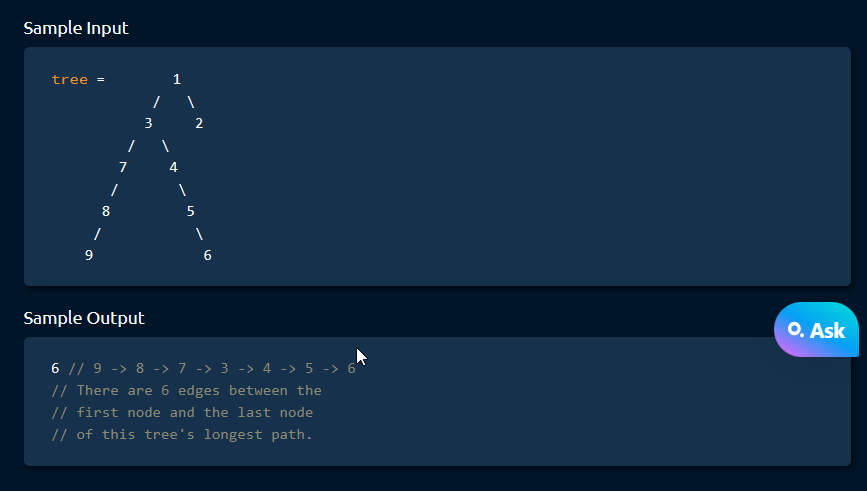 Sample Input
tree =        1
            /   \
           3     2
         /   \
        7     4
       /       \
      8         5
     /           \
    9             6
Sample Output
6 // 9 -> 8 -> 7 -> 3 -> 4 -> 5 -> 6
// There are 6 edges between the
// first node and the last node
// of this tree's longest path.
Ask